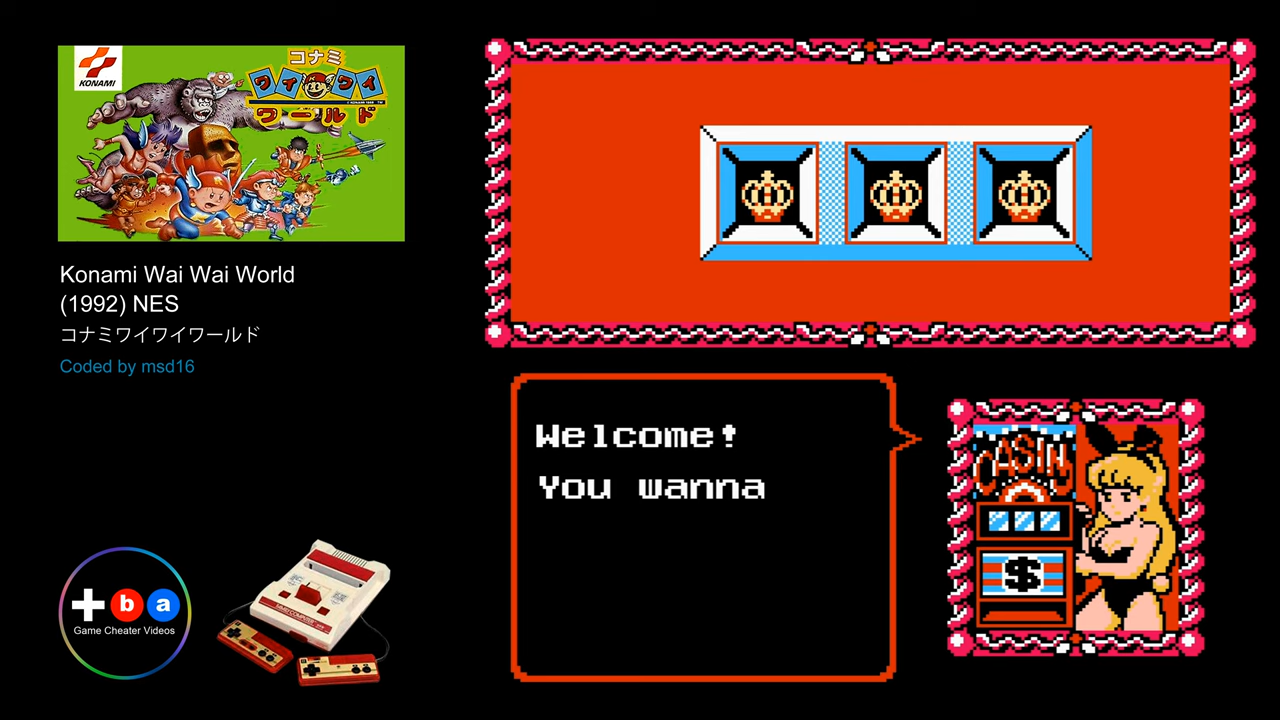 KONAMI
コナミ
ワイワイ
ワールド
Konami Wai Wai World
(1992) NES
コナミワイワイワールド
Coded by msd16
b a
Game Cheater Videos
Welcome!
You wanna
CASIN
$